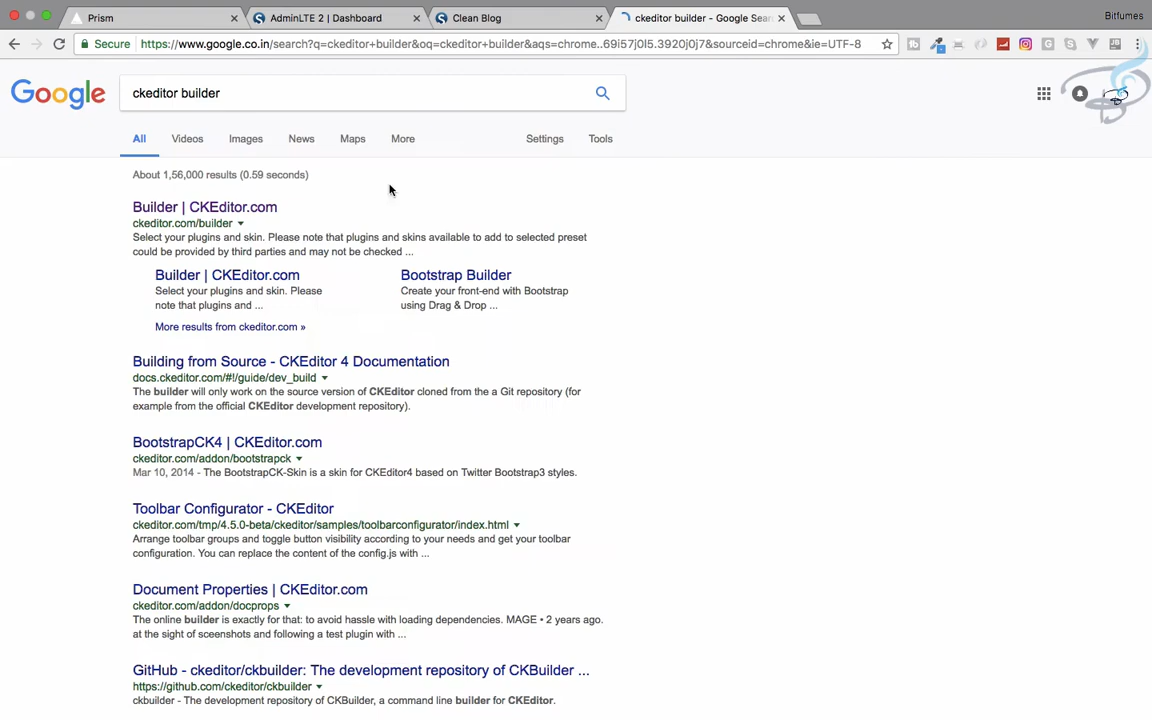 Prism
AdminLTE 2 | Dashboard
Clean Blog
ckeditor builder - Google Sear
Bitfumes
Secure
https://www.google.co.in/search?q=ckeditor+builder&oq=ckeditor+builder&aqs=chrome..69i57j0l5.3920j0j7&sourceid=chrome&ie=UTF-8
Google
ckeditor builder
All
Videos
Images
News
Maps
More
Settings
Tools
About 1,56,000 results (0.59 seconds)
Builder | CKEditor.com
ckeditor.com/builder
Select your plugins and skin. Please note that plugins and skins available to add to selected preset
could be provided by third parties and may not be checked ...
Builder | CKEditor.com
Select your plugins and skin. Please
note that plugins and ...
Bootstrap Builder
Create your front-end with Bootstrap
using Drag & Drop ...
More results from ckeditor.com »
Building from Source - CKEditor 4 Documentation
docs.ckeditor.com/#!/guide/dev_build
The builder will only work on the source version of CKEditor cloned from the a Git repository (for
example from the official CKEditor development repository).
BootstrapCK4 | CKEditor.com
ckeditor.com/addon/bootstrapck
Mar 10, 2014 - The BootstrapCK-Skin is a skin for CKEditor4 based on Twitter Bootstrap3 styles.
Toolbar Configurator - CKEditor
ckeditor.com/tmp/4.5.0-beta/ckeditor/samples/toolbarconfigurator/index.html
Arrange toolbar groups and toggle button visibility according to your needs and get your toolbar
configuration. You can replace the content of the config.js with ...
Document Properties | CKEditor.com
ckeditor.com/addon/docprops
The online builder is exactly for that: to avoid hassle with loading dependencies. MAGE • 2 years ago.
at the sight of sceenshots and following a test plugin with ...
GitHub - ckeditor/ckbuilder: The development repository of CKBuilder ...
https://github.com/ckeditor/ckbuilder
ckbuilder - The development repository of CKBuilder, a command line builder for CKEditor.